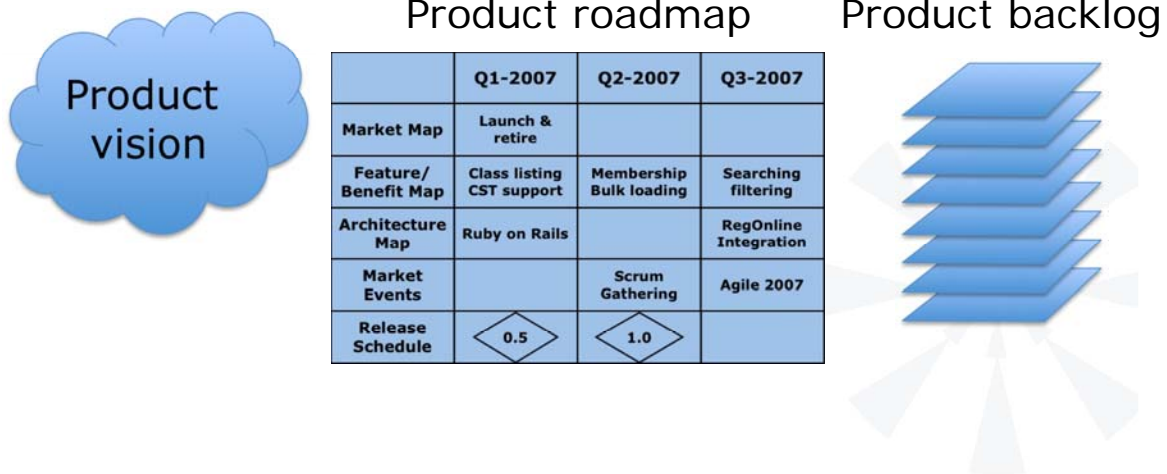 Product roadmap
Product backlog
Product
vision
Q1-2007
Q2-2007
Q3-2007
Market Map
Launch &
retire
Feature/
Benefit Map
Class listing
CST support
Membership
Bulk loading
Searching
filtering
Architecture
Map
Ruby on Rails
RegOnline
Integration
Market
Events
Scrum
Gathering
Agile 2007
Release
Schedule
0.5
1.0